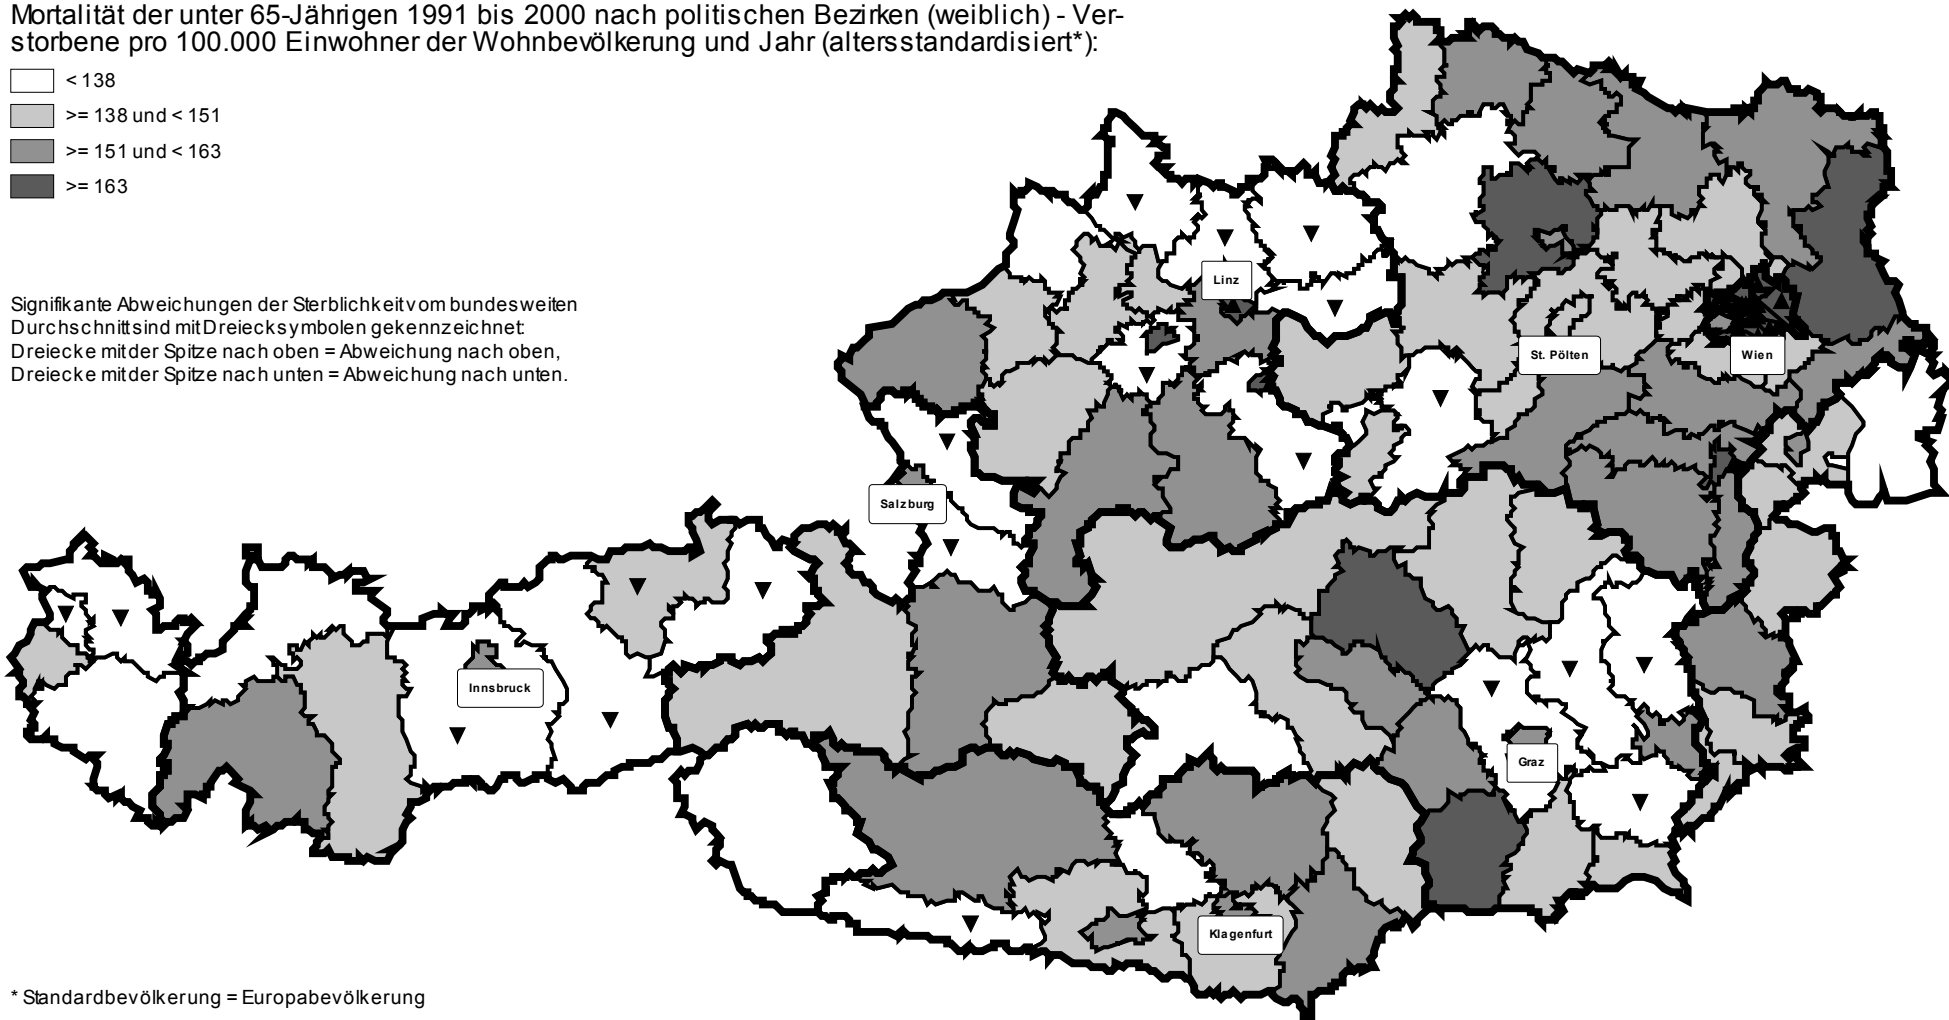 Mortalität der unter 65-Jährigen 1991 bis 2000 nach politischen Bezirken (weiblich) - Ver-
storbene pro 100.000 Einwohner der Wohnbevölkerung und Jahr (altersstandardisiert*):
< 138
>= 138 und < 151
>= 151 und < 163
>= 163
Signifikante Abweichungen der Sterblichkeit vom bundesweiten
Durchschnitt sind mit Dreiecksymbolen gekennzeichnet:
Dreiecke mit der Spitze nach oben = Abweichung nach oben,
Dreiecke mit der Spitze nach unten = Abweichung nach unten.
Linz
St. Pölten
Wien
Salzburg
Innsbruck
Graz
Klagenfurt
* Standardbevölkerung = Europabevölkerung